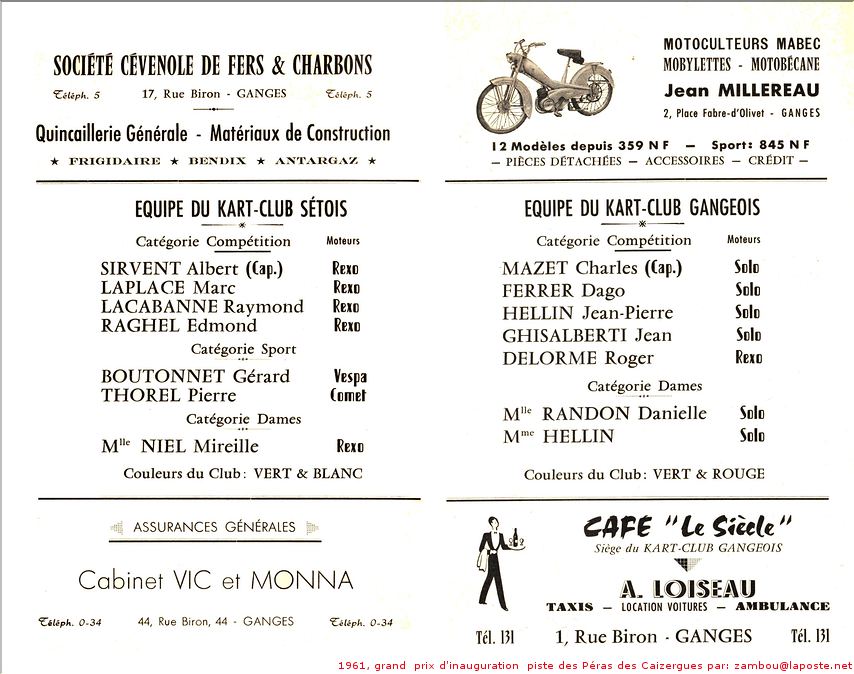 SOCIÉTÉ CÉVENOLE DE FERS & CHARBONS
Téléph. 5 17, Rue Biron - GANGES Téléph. 5
Quincaillerie Générale - Matériaux de Construction
★ FRIGIDAIRE ★ BENDIX ★ ANTARGAZ ★
EQUIPE DU KART-CLUB SÉTOIS
Catégorie Compétition Moteurs
SIRVENT Albert (Cap.) Rexo
LAPLACE Marc Rexo
LACABANNE Raymond Rexo
RAGHEL Edmond Rexo
Catégorie Sport
BOUTONNET Gérard Vespa
THOREL Pierre Comet
Catégorie Dames
Mlle NIEL Mireille Rexo
Couleurs du Club : VERT & BLANC
ASSURANCES GÉNÉRALES
Cabinet VIC et MONNA
Téléph. 0-34 44, Rue Biron, 44 - GANGES Téléph. 0-34
MOTOCULTEURS MABEC
MOBYLETTES - MOTOBÉCANE
Jean MILLEREAU
2, Place Fabre-d'Olivet - GANGES
12 Modèles depuis 359 NF — Sport : 845 NF
— PIÈCES DÉTACHÉES — ACCESSOIRES — CRÉDIT —
EQUIPE DU KART-CLUB GANGEOIS
Catégorie Compétition Moteurs
MAZET Charles (Cap.) Solo
FERRER Dago Solo
HELLIN Jean-Pierre Solo
GHISALBERTI Jean Solo
DELORME Roger Rexo
Catégorie Dames
Mlle RANDON Danielle Solo
Mme HELLIN Solo
Couleurs du Club : VERT & ROUGE
CAFE "Le Siècle"
Siège du KART-CLUB GANGEOIS
A. LOISEAU
TAXIS — LOCATION VOITURES — AMBULANCE
Tél. 131 1, Rue Biron - GANGES Tél. 131
1961, grand prix d'inauguration piste des Péras des Caizergues par: zambou@laposte.net